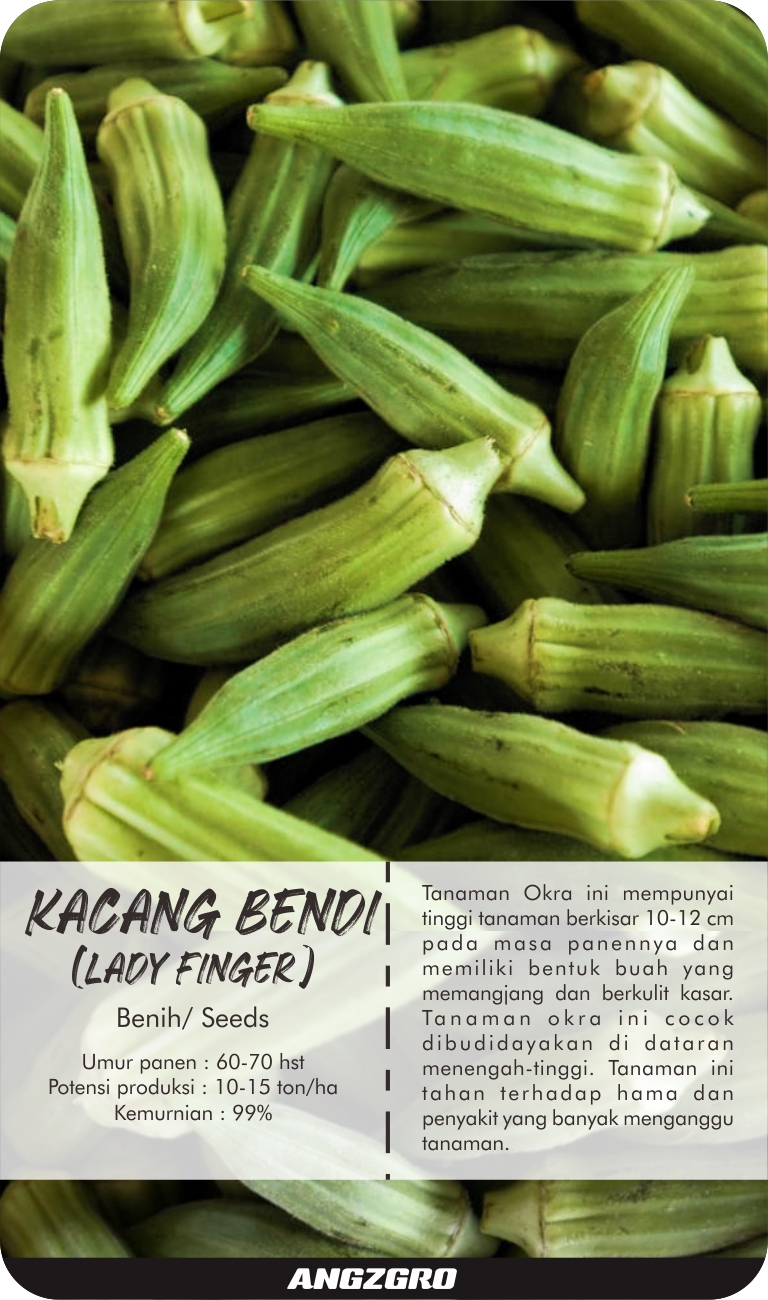 KACANG BENDI
(LADY FINGER)
Benih/ Seeds
Umur panen : 60-70 hst
Potensi produksi : 10-15 ton/ha
Kemurnian : 99%
Tanaman Okra ini mempunyai
tinggi tanaman berkisar 10-12 cm
pada masa panennya dan
memiliki bentuk buah yang
memangjang dan berkulit kasar.
Tanaman okra ini cocok
dibudidayakan di dataran
menengah-tinggi. Tanaman ini
tahan terhadap hama dan
penyakit yang banyak menganggu
tanaman.
ANGZGRO